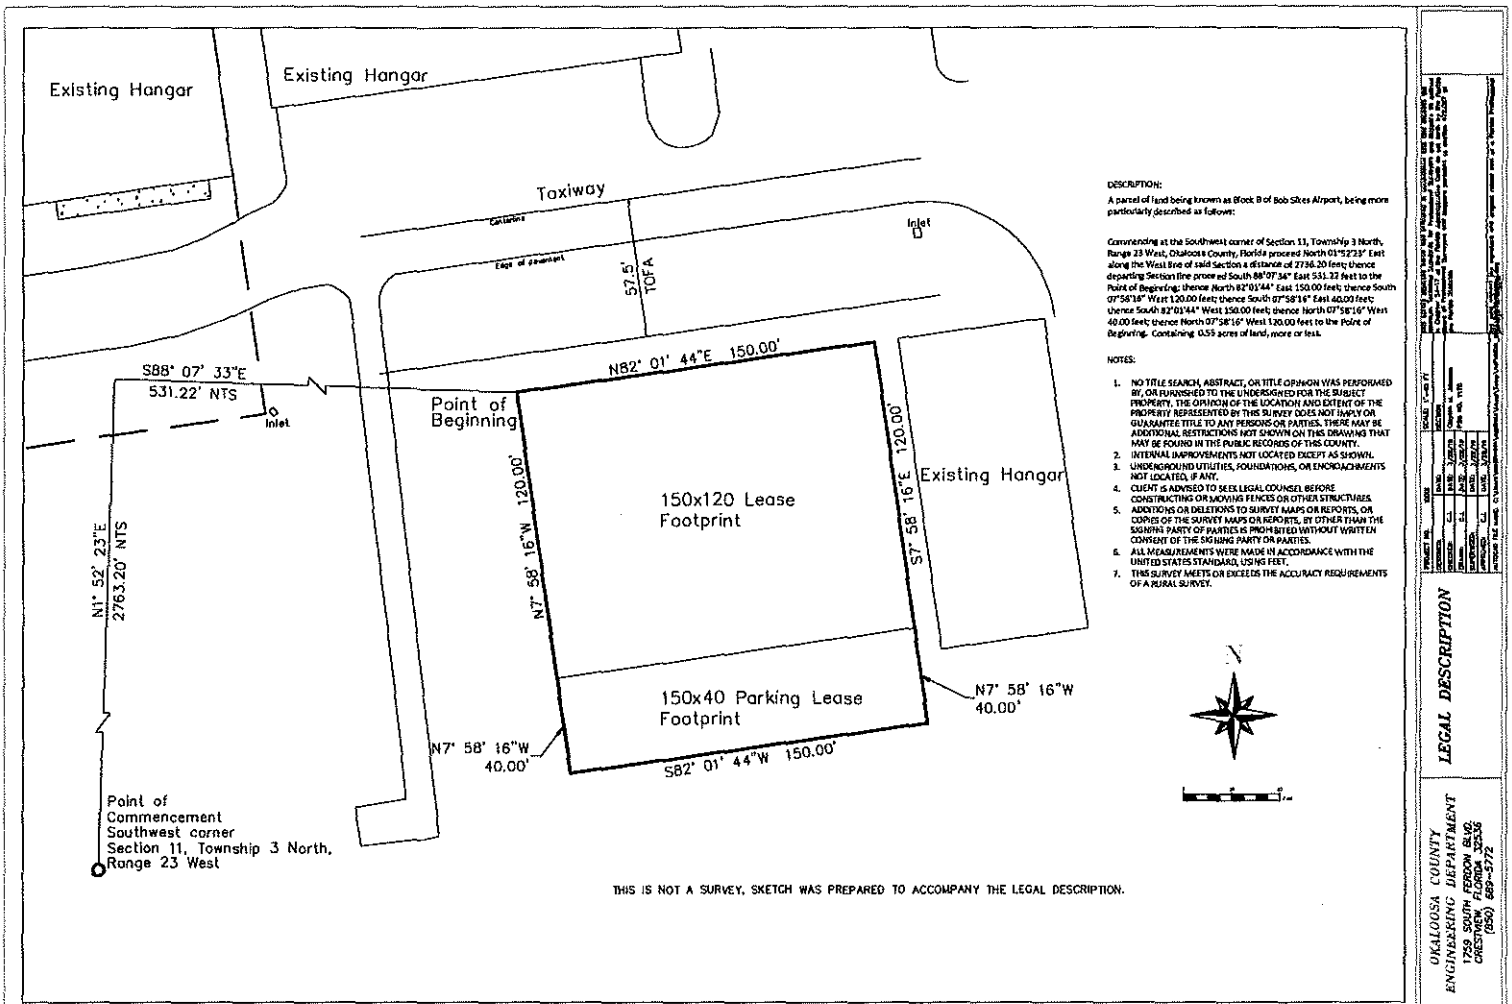 Existing Hangar
Existing Hangar
Taxiway
Centerline
Edge of pavement
57.5'
TOFA
Inlet
S88° 07' 33"E
531.22' NTS
Inlet
N1° 52' 23"E
2763.20' NTS
Point of
Beginning
N82° 01' 44"E 150.00'
N7° 58' 16"W 120.00'
S7° 58' 16"E 120.00'
150x120 Lease
Footprint
Existing Hangar
150x40 Parking Lease
Footprint
N7° 58' 16"W
40.00'
N7° 58' 16"W
40.00'
S82° 01' 44"W 150.00'
Point of
Commencement
Southwest corner
Section 11, Township 3 North,
Range 23 West
THIS IS NOT A SURVEY, SKETCH WAS PREPARED TO ACCOMPANY THE LEGAL DESCRIPTION.
DESCRIPTION:
A parcel of land being known as Block B of Bob Sikes Airport, being more
particularly described as follows:
Commencing at the Southwest corner of Section 11, Township 3 North,
Range 23 West, Okaloosa County, Florida proceed North 01°52'23" East
along the West line of said Section a distance of 2736.20 feet; thence
departing Section line proceed South 88°07'34" East 531.22 feet to the
Point of Beginning; thence North 82°01'44" East 150.00 feet; thence South
07°58'16" West 120.00 feet; thence South 07°58'16" East 40.00 feet;
thence South 82°01'44" West 150.00 feet; thence North 07°58'16" West
40.00 feet; thence North 07°58'16" West 120.00 feet to the Point of
Beginning. Containing 0.55 acres of land, more or less.
NOTES:
1. NO TITLE SEARCH, ABSTRACT, OR TITLE OPINION WAS PERFORMED
BY, OR FURNISHED TO THE UNDERSIGNED FOR THE SUBJECT
PROPERTY. THE OPINION OF THE LOCATION AND EXTENT OF THE
PROPERTY REPRESENTED BY THIS SURVEY DOES NOT IMPLY OR
GUARANTEE TITLE TO ANY PERSONS OR PARTIES. THERE MAY BE
ADDITIONAL RESTRICTIONS NOT SHOWN ON THIS DRAWING THAT
MAY BE FOUND IN THE PUBLIC RECORDS OF THIS COUNTY.
2. INTERNAL IMPROVEMENTS NOT LOCATED EXCEPT AS SHOWN.
3. UNDERGROUND UTILITIES, FOUNDATIONS, OR ENCROACHMENTS
NOT LOCATED, IF ANY.
4. CLIENT IS ADVISED TO SEEK LEGAL COUNSEL BEFORE
CONSTRUCTING OR MOVING FENCES OR OTHER STRUCTURES.
5. ADDITIONS OR DELETIONS TO SURVEY MAPS OR REPORTS, OR
COPIES OF THE SURVEY MAPS OR REPORTS, BY OTHER THAN THE
SIGNING PARTY OF PARTIES IS PROHIBITED WITHOUT WRITTEN
CONSENT OF THE SIGNING PARTY OR PARTIES.
6. ALL MEASUREMENTS WERE MADE IN ACCORDANCE WITH THE
UNITED STATES STANDARD, USING FEET.
7. THIS SURVEY MEETS OR EXCEEDS THE ACCURACY REQUIREMENTS
OF A RURAL SURVEY.
N
LEGAL DESCRIPTION
OKALOOSA COUNTY
ENGINEERING DEPARTMENT
1759 SOUTH FERDON BLVD.
CRESTVIEW, FLORIDA 32536
(850) 689-5772